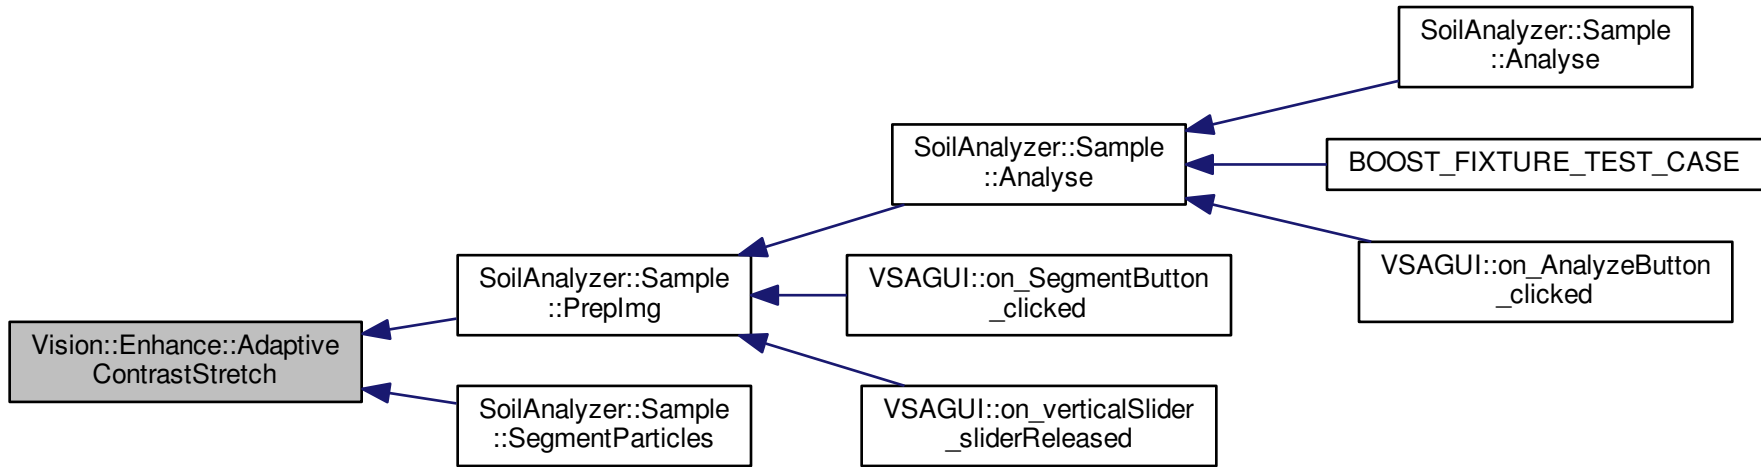 Vision::Enhance::Adaptive
ContrastStretch
SoilAnalyzer::Sample
::PrepImg
SoilAnalyzer::Sample
::SegmentParticles
SoilAnalyzer::Sample
::Analyse
VSAGUI::on_SegmentButton
_clicked
VSAGUI::on_verticalSlider
_sliderReleased
SoilAnalyzer::Sample
::Analyse
BOOST_FIXTURE_TEST_CASE
VSAGUI::on_AnalyzeButton
_clicked